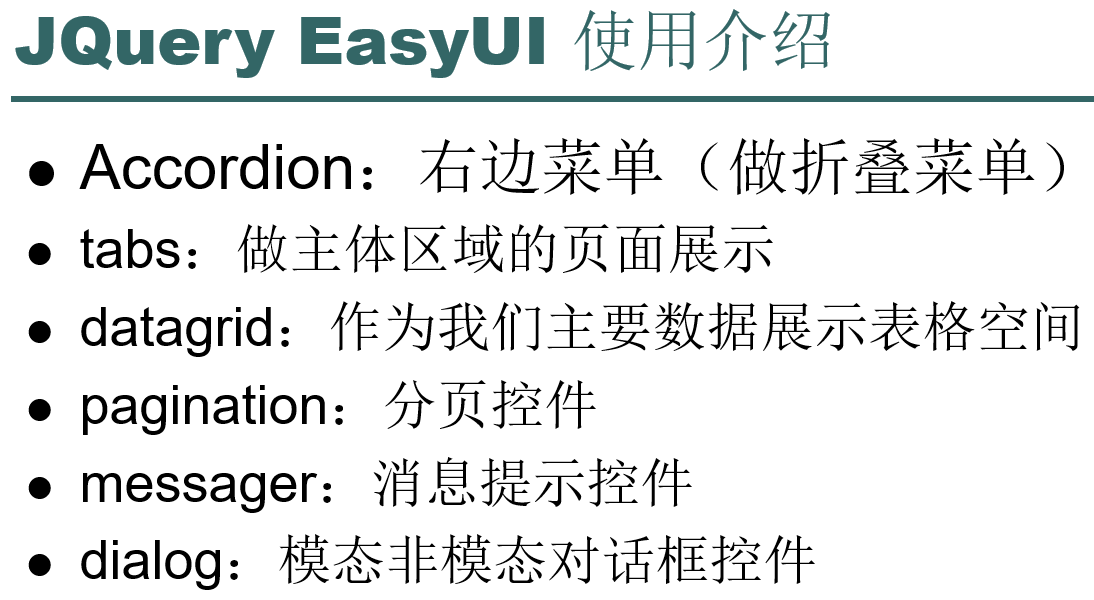 JQuery EasyUI 使用介绍
● Accordion：右边菜单（做折叠菜单）
● tabs：做主体区域的页面展示
● datagrid：作为我们主要数据展示表格空间
● pagination：分页控件
● messager：消息提示控件
● dialog：模态非模态对话框控件